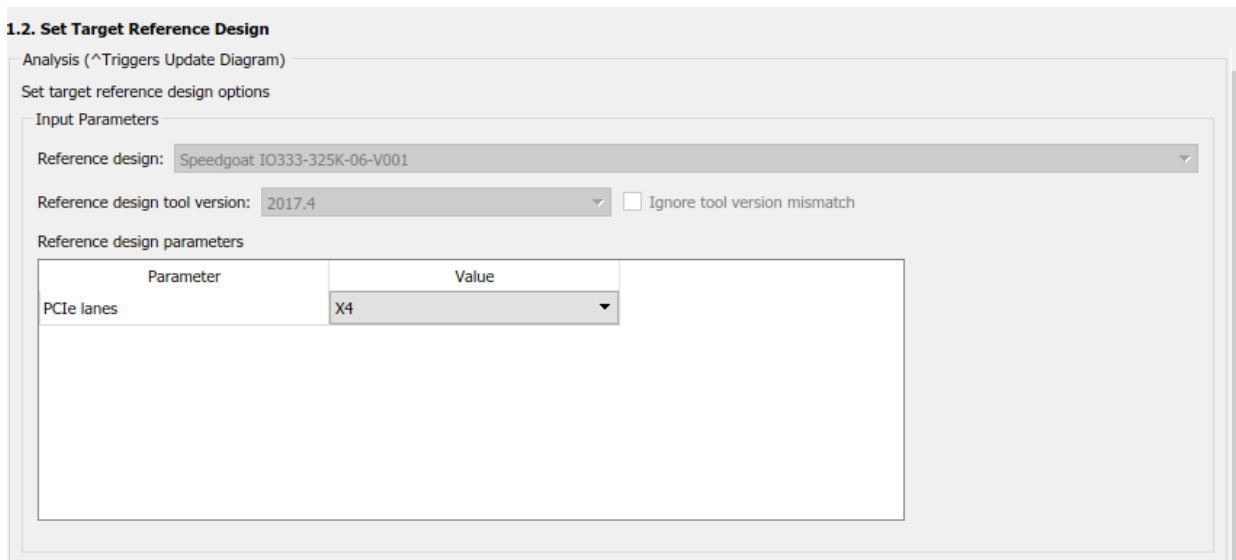 1.2. Set Target Reference Design
Analysis (^Triggers Update Diagram)
Set target reference design options
Input Parameters
Reference design: Speedgoat IO333-325K-06-V001
Reference design tool version: 2017.4 Ignore tool version mismatch
Reference design parameters
Parameter Value
PCIe lanes X4